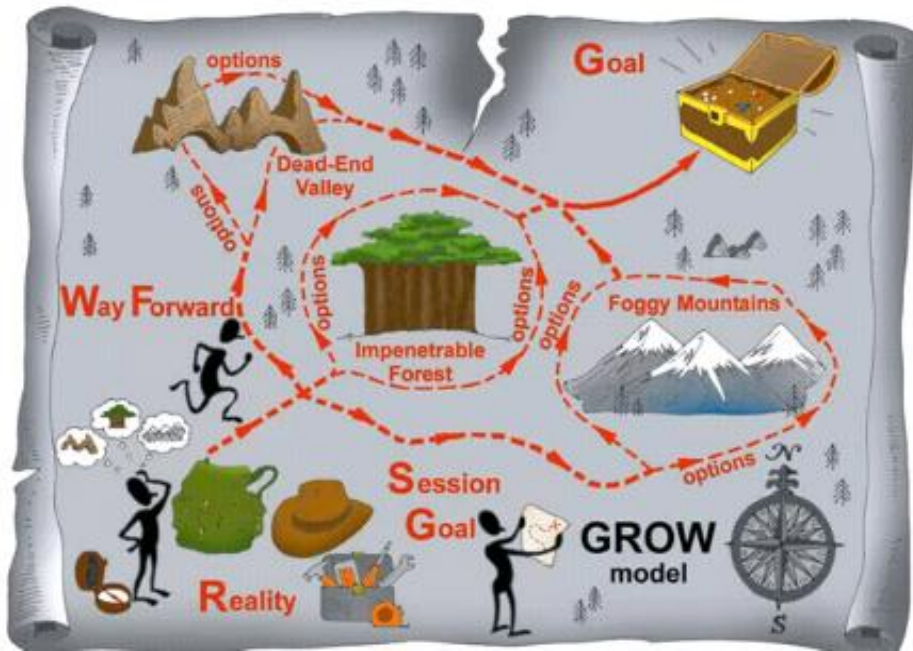 options
Goal
Dead-End
Valley
options
options
options
options
Way Forward
Foggy Mountains
Impenetrable
Forest
options
Session
Goal
GROW
model
Reality
N
S